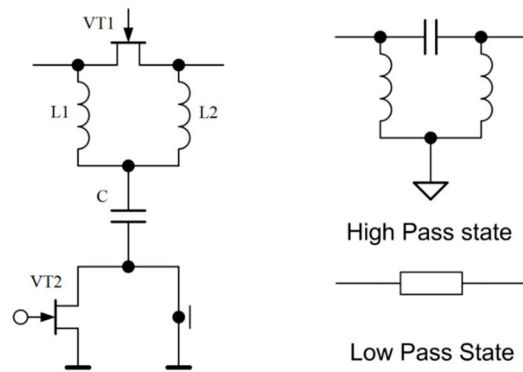 VT1
L1
L2
C
VT2
High Pass state
Low Pass State